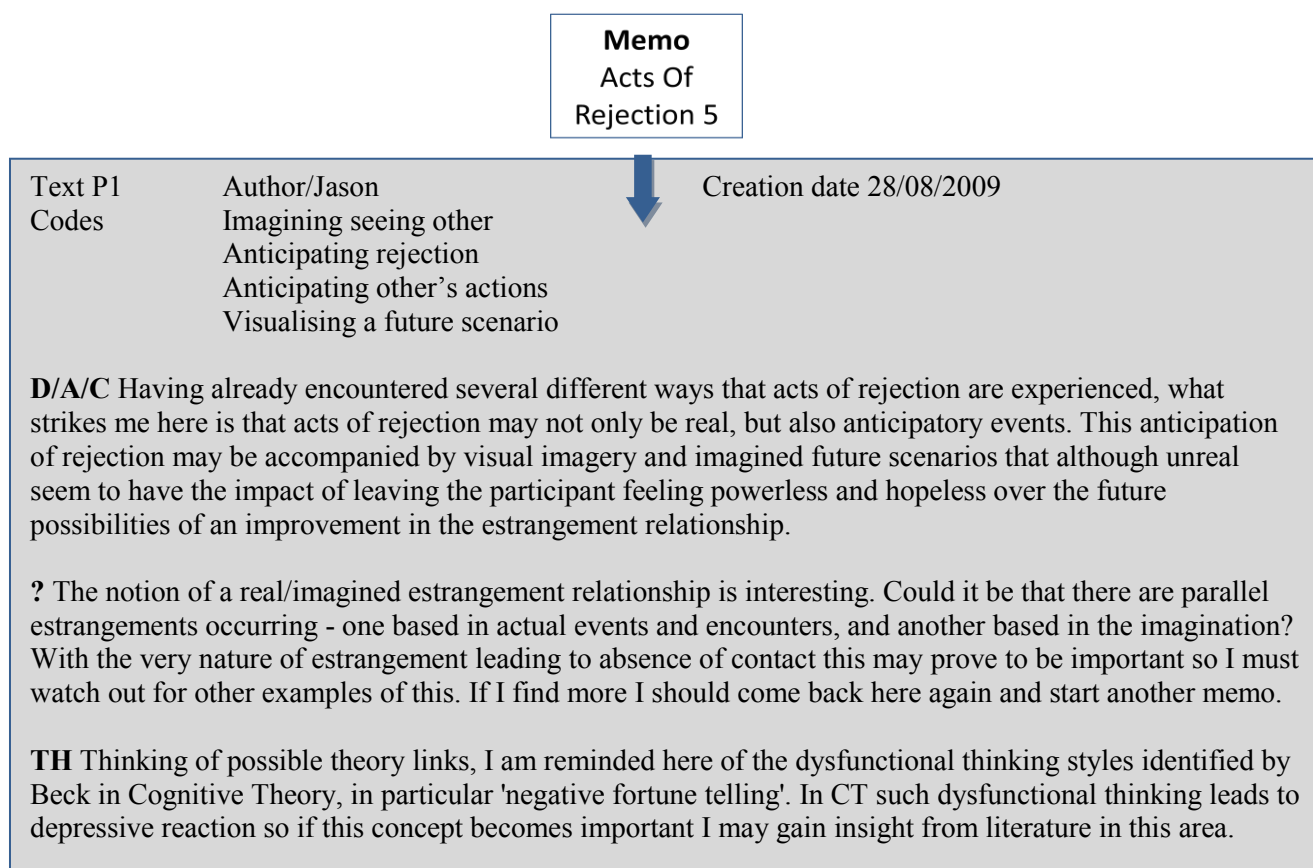 Memo
Acts Of
Rejection 5
Text P1 Author/Jason Creation date 28/08/2009
Codes Imagining seeing other
Anticipating rejection
Anticipating other’s actions
Visualising a future scenario
D/A/C Having already encountered several different ways that acts of rejection are experienced, what
strikes me here is that acts of rejection may not only be real, but also anticipatory events. This anticipation
of rejection may be accompanied by visual imagery and imagined future scenarios that although unreal
seem to have the impact of leaving the participant feeling powerless and hopeless over the future
possibilities of an improvement in the estrangement relationship.
? The notion of a real/imagined estrangement relationship is interesting. Could it be that there are parallel
estrangements occurring - one based in actual events and encounters, and another based in the imagination?
With the very nature of estrangement leading to absence of contact this may prove to be important so I must
watch out for other examples of this. If I find more I should come back here again and start another memo.
TH Thinking of possible theory links, I am reminded here of the dysfunctional thinking styles identified by
Beck in Cognitive Theory, in particular 'negative fortune telling'. In CT such dysfunctional thinking leads to
depressive reaction so if this concept becomes important I may gain insight from literature in this area.